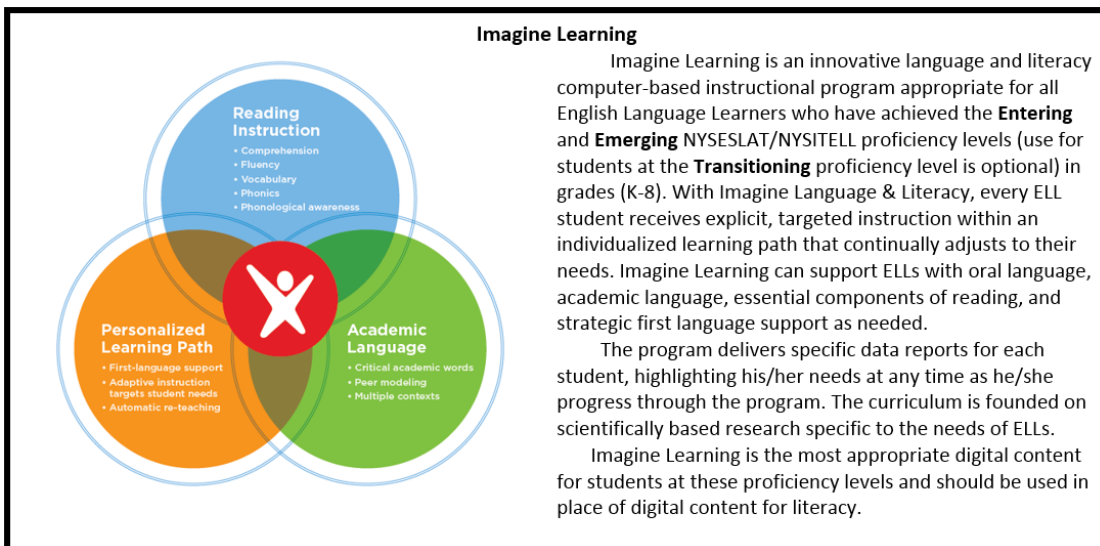 Imagine Learning
Reading
Instruction
• Comprehension
• Fluency
• Vocabulary
• Phonics
• Phonological awareness
Personalized
Learning Path
• First-language support
• Adaptive instruction
targets student needs
• Automatic re-teaching
Academic
Language
• Critical academic words
• Peer modeling
• Multiple contexts
Imagine Learning is an innovative language and literacy
computer-based instructional program appropriate for all
English Language Learners who have achieved the Entering
and Emerging NYSESLAT/NYSITELL proficiency levels (use for
students at the Transitioning proficiency level is optional) in
grades (K-8). With Imagine Language & Literacy, every ELL
student receives explicit, targeted instruction within an
individualized learning path that continually adjusts to their
needs. Imagine Learning can support ELLs with oral language,
academic language, essential components of reading, and
strategic first language support as needed.
The program delivers specific data reports for each
student, highlighting his/her needs at any time as he/she
progress through the program. The curriculum is founded on
scientifically based research specific to the needs of ELLs.
Imagine Learning is the most appropriate digital content
for students at these proficiency levels and should be used in
place of digital content for literacy.